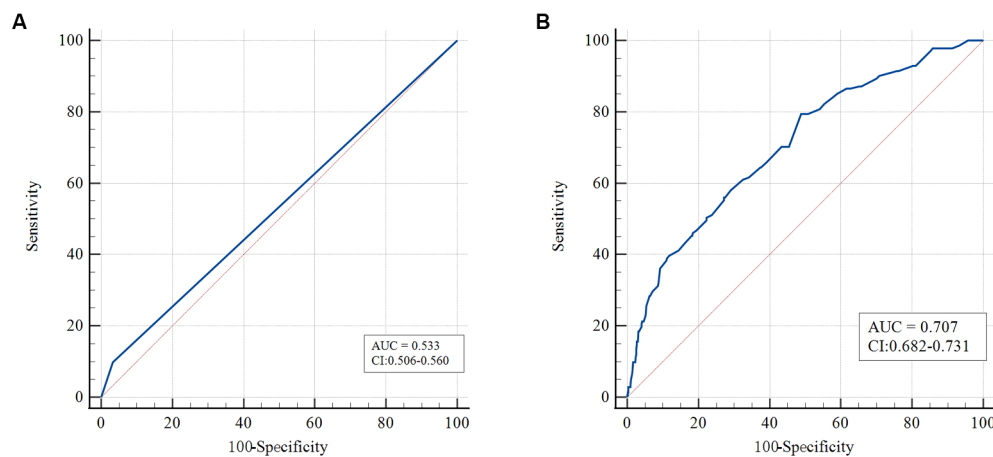 A
100
80
60
40
20
0
Sensitivity
AUC = 0.533
CI:0.506-0.560
0 20 40 60 80 100
100-Specificity
B
100
80
60
40
20
0
Sensitivity
AUC = 0.707
CI:0.682-0.731
0 20 40 60 80 100
100-Specificity